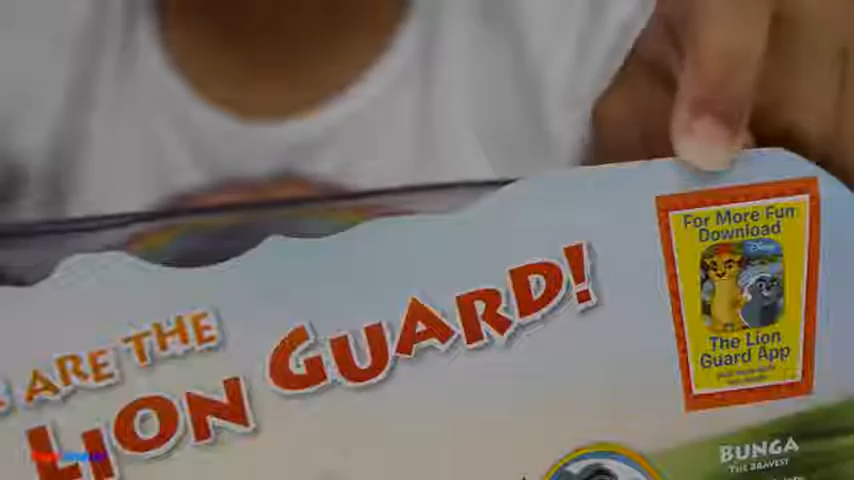 ARE THE
LION GUARD!
For More Fun
Download
Disney
The Lion
Guard App
BUNGA
THE BRAVEST